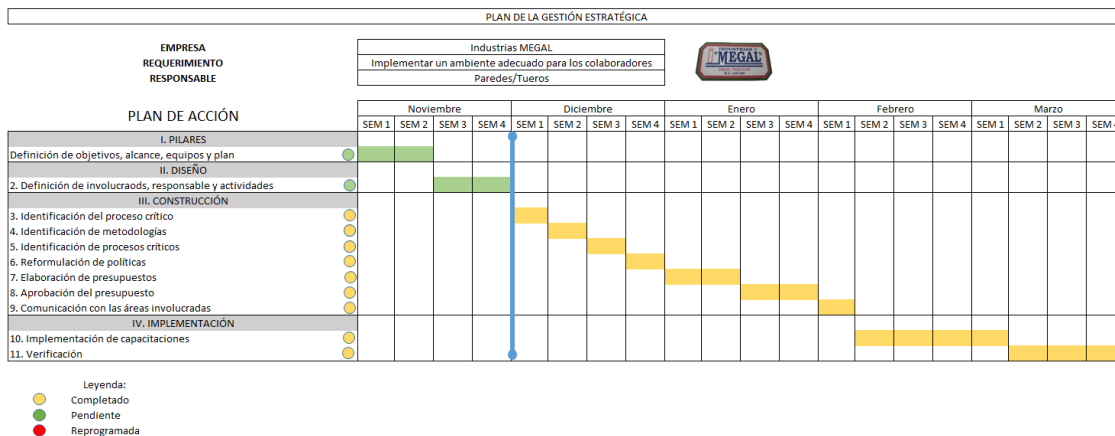 PLAN DE LA GESTIÓN ESTRATÉGICA
EMPRESA Industrias MEGAL
REQUERIMIENTO Implementar un ambiente adecuado para los colaboradores
RESPONSABLE Paredes/Tueros
INDUSTRIAS
"MEGAL"
PLAN DE ACCIÓN
Noviembre Diciembre Enero Febrero Marzo
SEM 1 SEM 2 SEM 3 SEM 4 SEM 1 SEM 2 SEM 3 SEM 4 SEM 1 SEM 2 SEM 3 SEM 4 SEM 1 SEM 2 SEM 3 SEM 4 SEM 1 SEM 2 SEM 3 SEM 4
I. PILARES
Definición de objetivos, alcance, equipos y plan
II. DISEÑO
2. Definición de involucraods, responsable y actividades
III. CONSTRUCCIÓN
3. Identificación del proceso crítico
4. Identificación de metodologías
5. Identificación de procesos críticos
6. Reformulación de políticas
7. Elaboración de presupuestos
8. Aprobación del presupuesto
9. Comunicación con las áreas involucradas
IV. IMPLEMENTACIÓN
10. Implementación de capacitaciones
11. Verificación
Leyenda:
Completado
Pendiente
Reprogramada